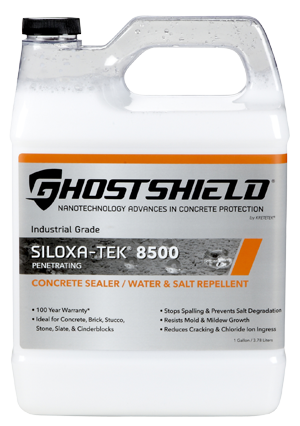 GHOSTSHIELD®
NANOTECHNOLOGY ADVANCES IN CONCRETE PROTECTION
by KRETETEK®
Industrial Grade
SILOXA-TEK® 8500
PENETRATING
CONCRETE SEALER / WATER & SALT REPELLENT
• 100 Year Warranty*
• Ideal for Concrete, Brick, Stucco,
Stone, Slate, & Cinderblocks
• Stops Spalling & Prevents Salt Degradation
• Resists Mold & Mildew Growth
• Reduces Cracking & Chloride Ion Ingress
1 Gallon / 3.78 Liters